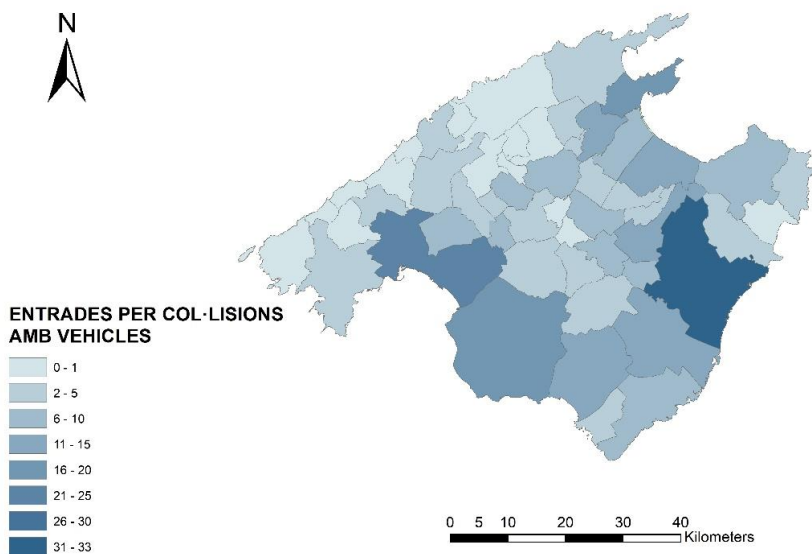 N
ENTRADES PER COL·LISIONS
AMB VEHICLES
0 - 1
2 - 5
6 - 10
11 - 15
16 - 20
21 - 25
26 - 30
31 - 33
0 5 10 20 30 40
Kilometers